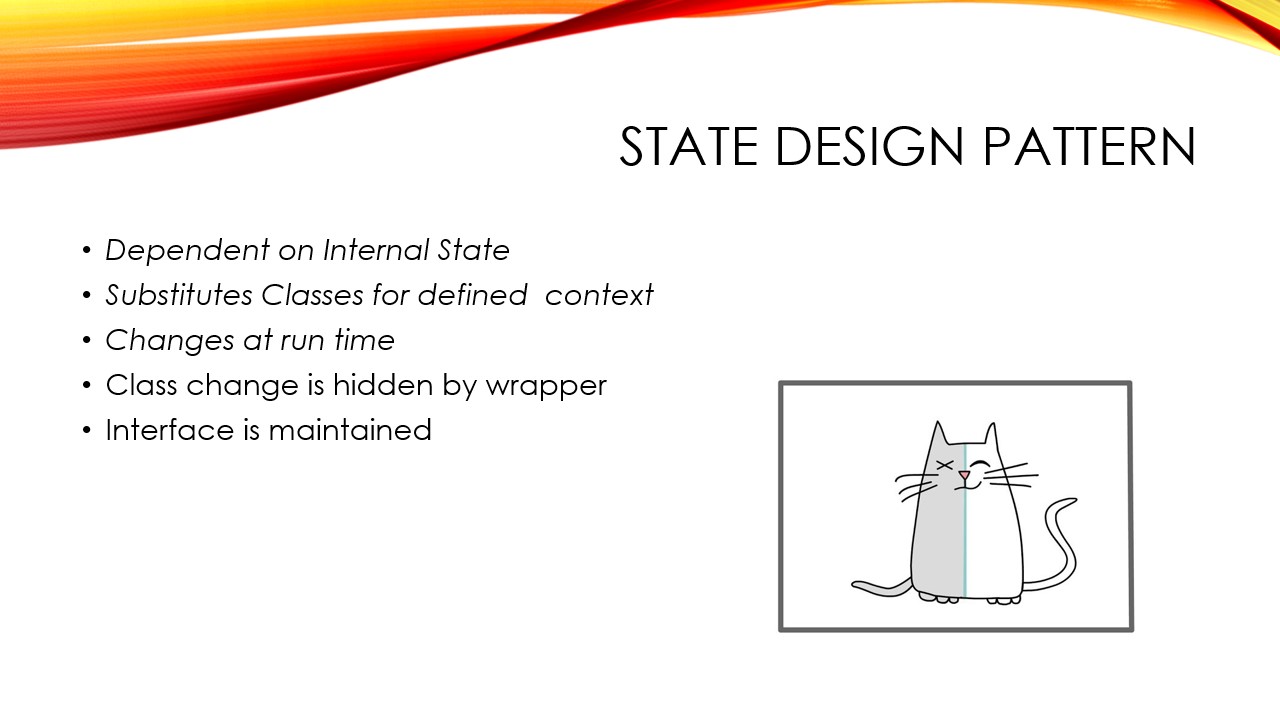 STATE DESIGN PATTERN
• Dependent on Internal State
• Substitutes Classes for defined  context
• Changes at run time
• Class change is hidden by wrapper
• Interface is maintained